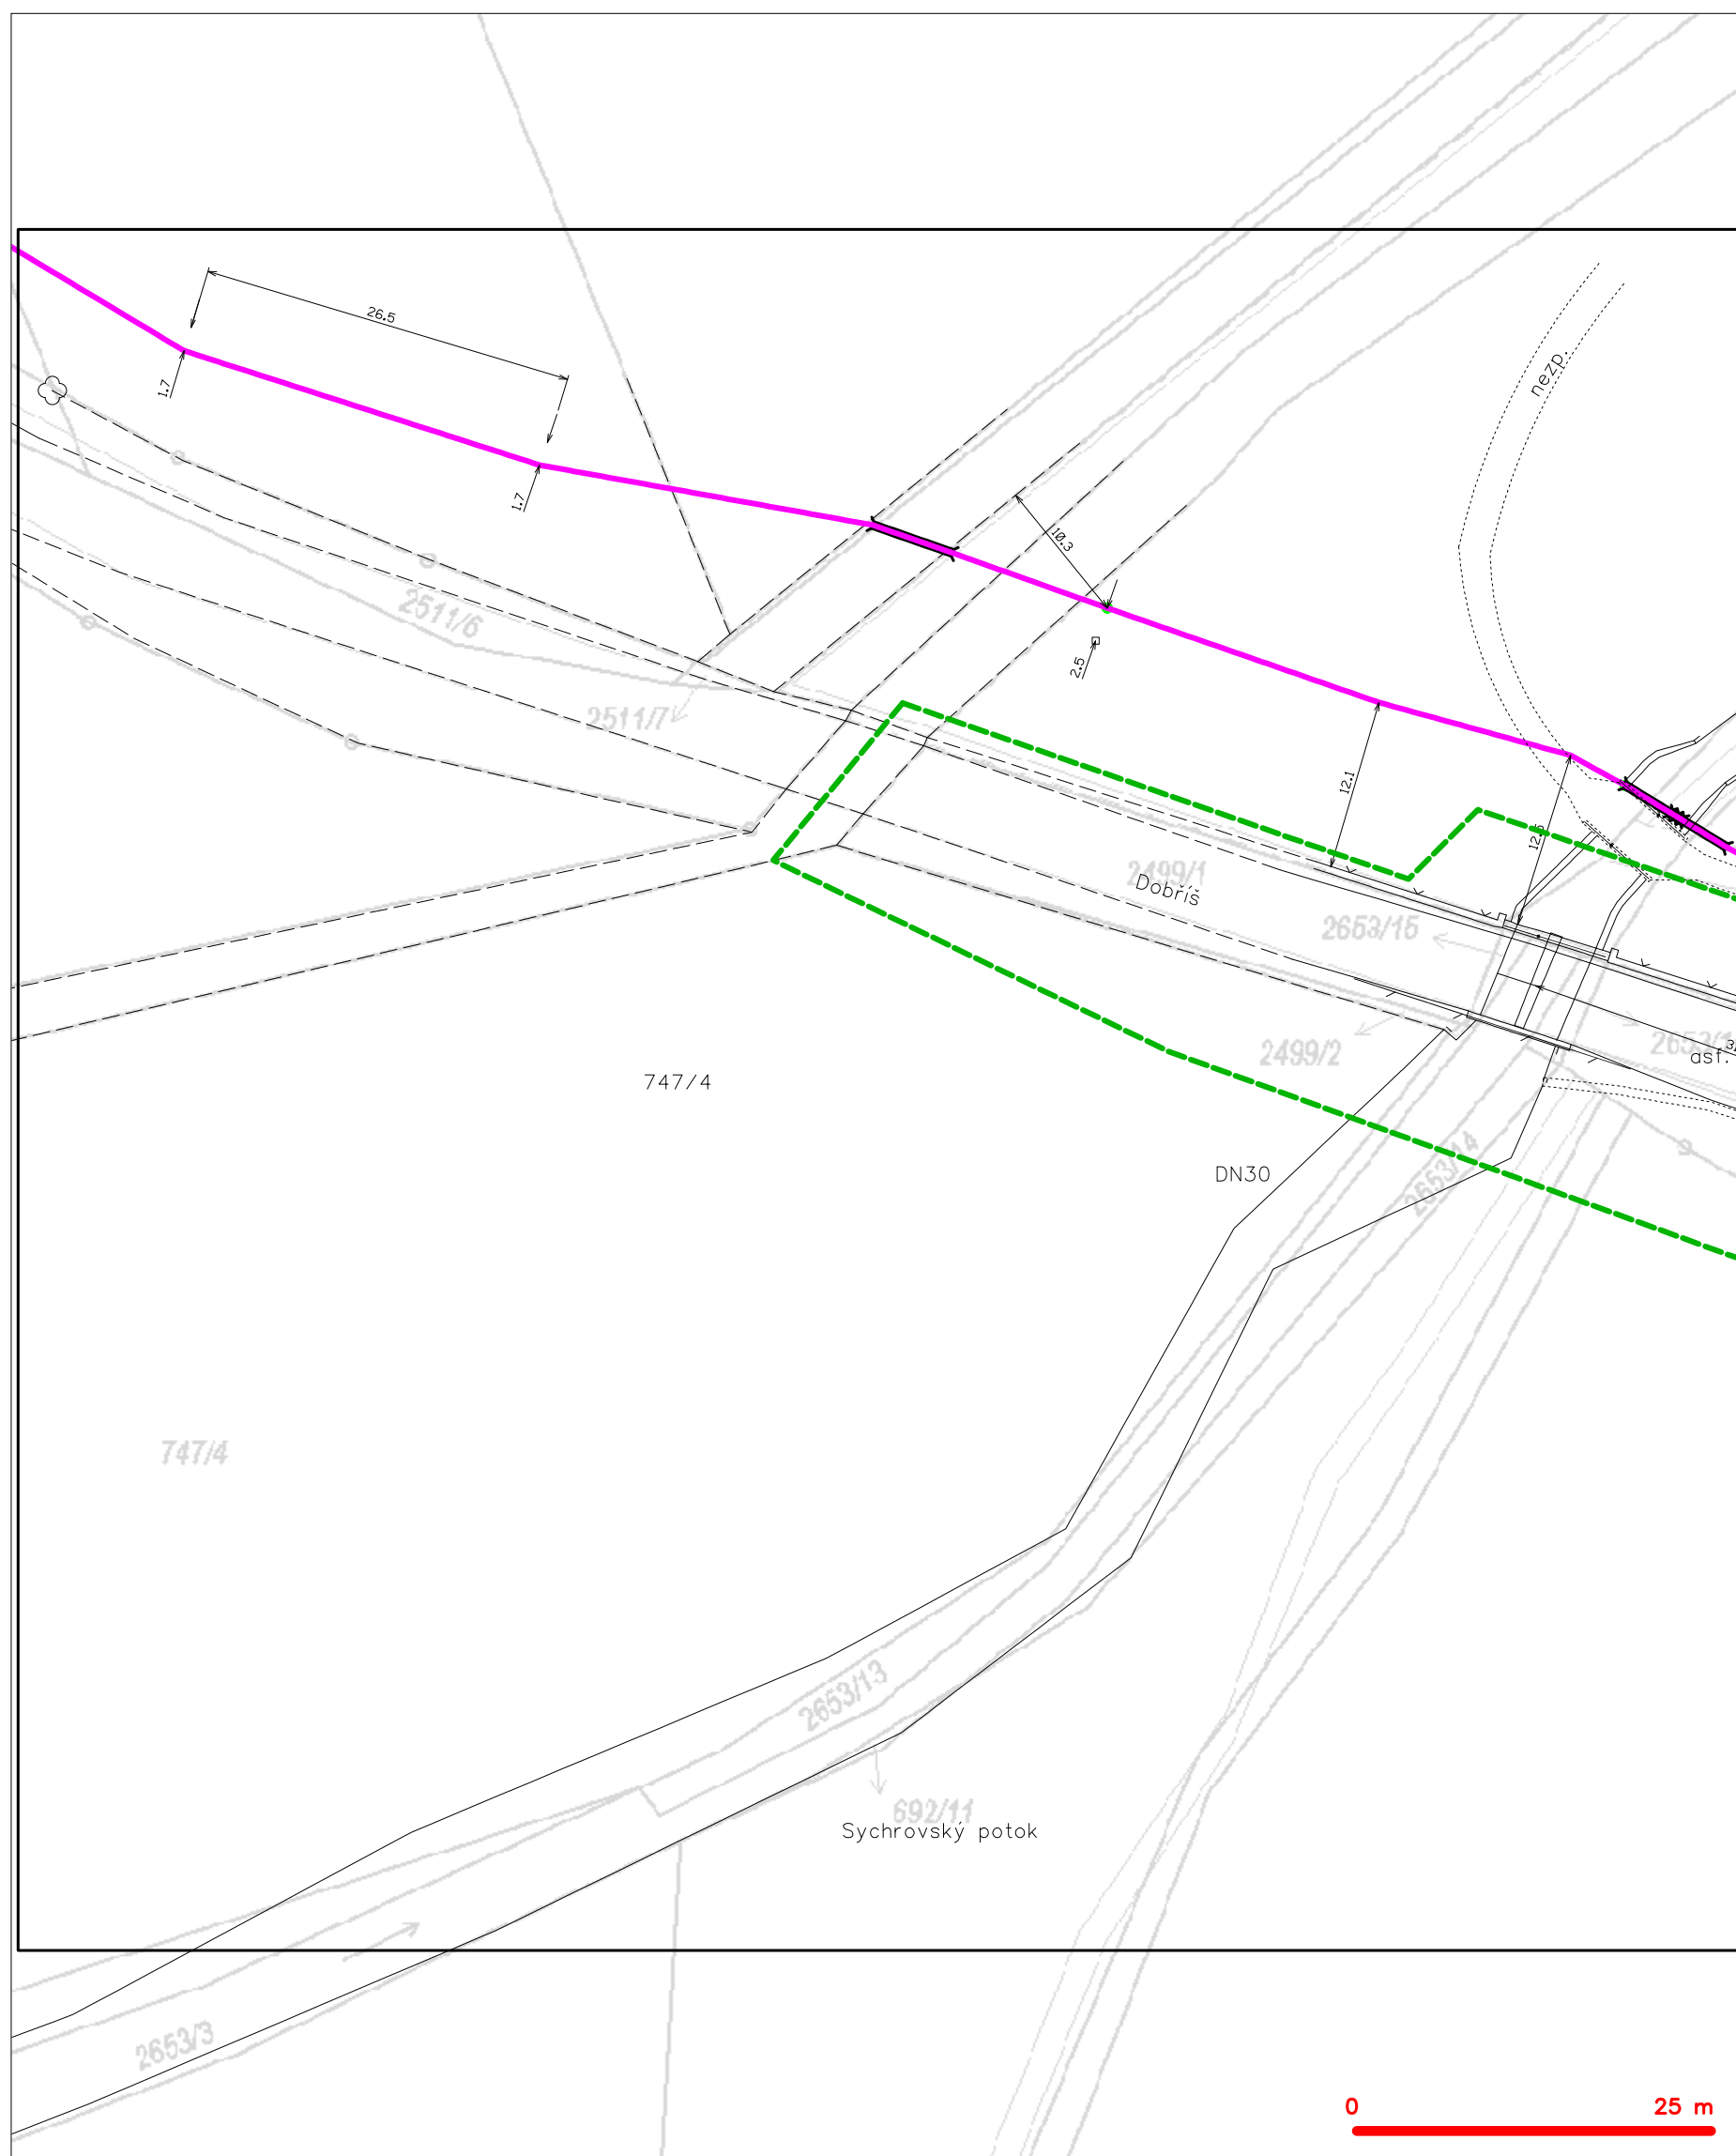 26.5
1.7
1.7
nezp.
10.3
2.5
2511/6
2511/7
12.1
2499/1
Dobříš
2653/15
2499/2
asf.
747/4
DN30
2653/14
747/4
2653/13
692/11
Sychrovský potok
2653/3
0 25 m